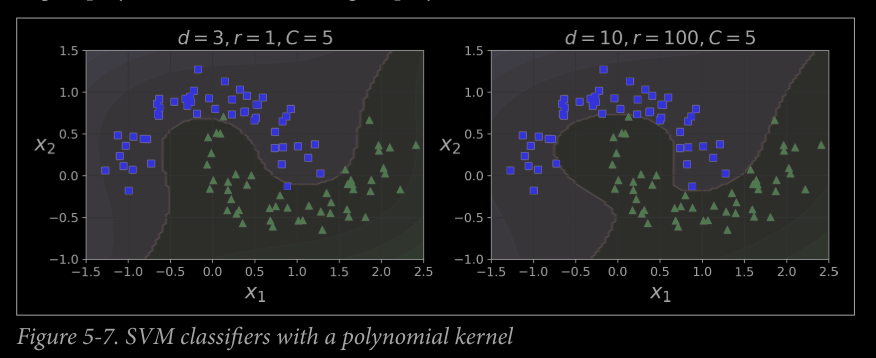 d = 3, r = 1, C = 5
d = 10, r = 100, C = 5
1.5
1.0
0.5
0.0
−0.5
−1.0
x₂
−1.5 −1.0 −0.5 0.0 0.5 1.0 1.5 2.0 2.5
x₁
1.5
1.0
0.5
0.0
−0.5
−1.0
x₂
−1.5 −1.0 −0.5 0.0 0.5 1.0 1.5 2.0 2.5
x₁
Figure 5-7. SVM classifiers with a polynomial kernel